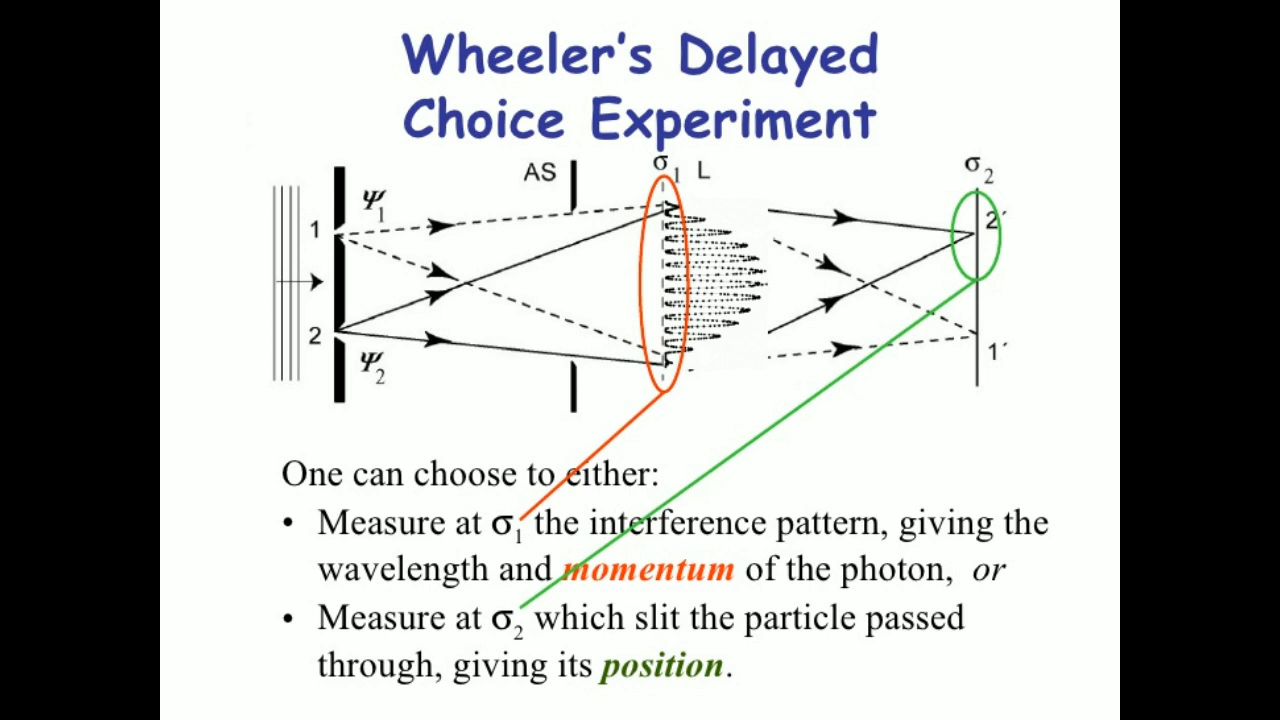 Wheeler's Delayed
Choice Experiment
AS
σ1 L
σ2
Ψ1
1
2′
2
Ψ2
1′
One can choose to either:
• Measure at σ1 the interference pattern, giving the
wavelength and momentum of the photon, or
• Measure at σ2 which slit the particle passed
through, giving its position.